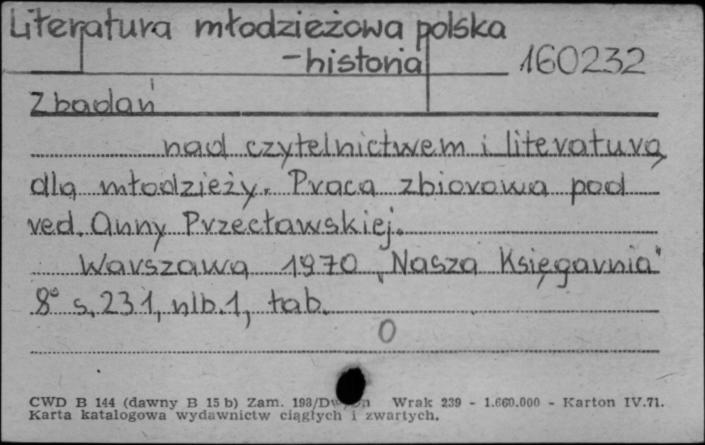 Literatura młodzieżowa polska
-historia 160232
Z badań
nad czytelnictwem i literaturą
dla młodzieży. Praca zbiorowa pod
red. Anny Przecławskiej.
Warszawa 1970 „Nasza Księgarnia"
8° s. 231, nlb. 1, tab.
0
CWD B 144 (dawny B 15 b) Zam. 198/ Wrak 239 - 1.660.000 - Karton IV.71.
Karta katalogowa wydawnictw ciągłych i zwartych.